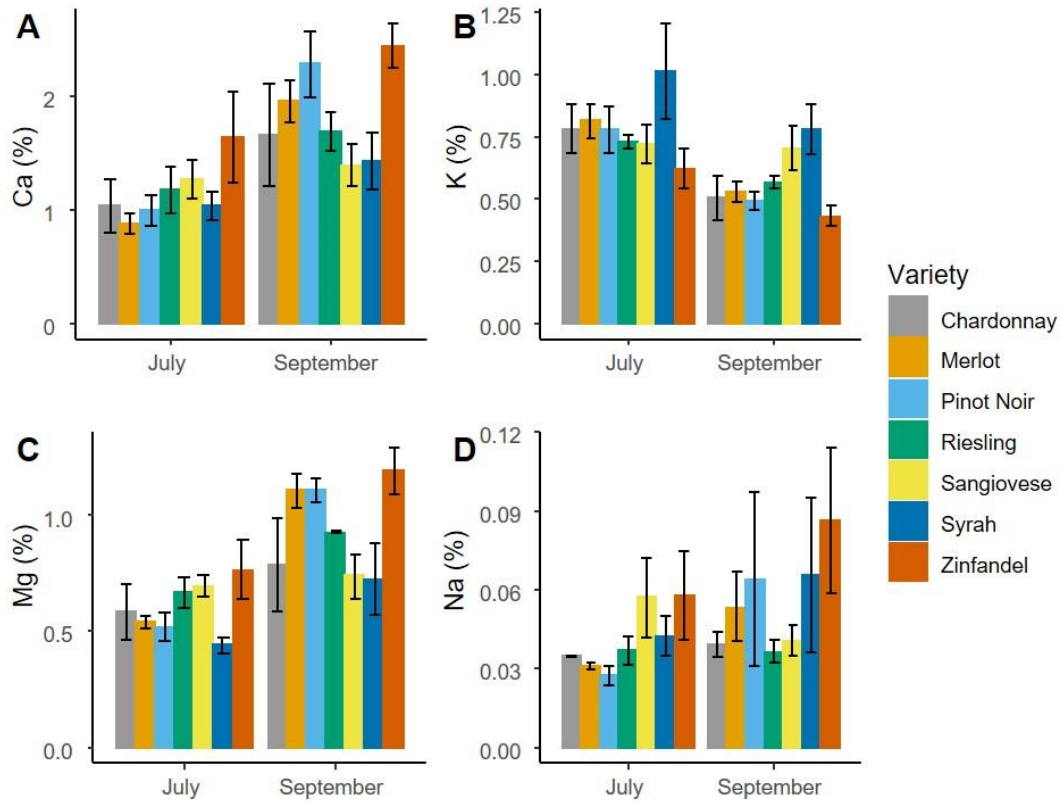 A
Ca (%)
2
1
0
July
September
B
K (%)
1.25
1.00
0.75
0.50
0.25
0.00
July
September
C
Mg (%)
1.0
0.5
0.0
July
September
D
Na (%)
0.12
0.09
0.06
0.03
0.00
July
September
Variety
Chardonnay
Merlot
Pinot Noir
Riesling
Sangiovese
Syrah
Zinfandel